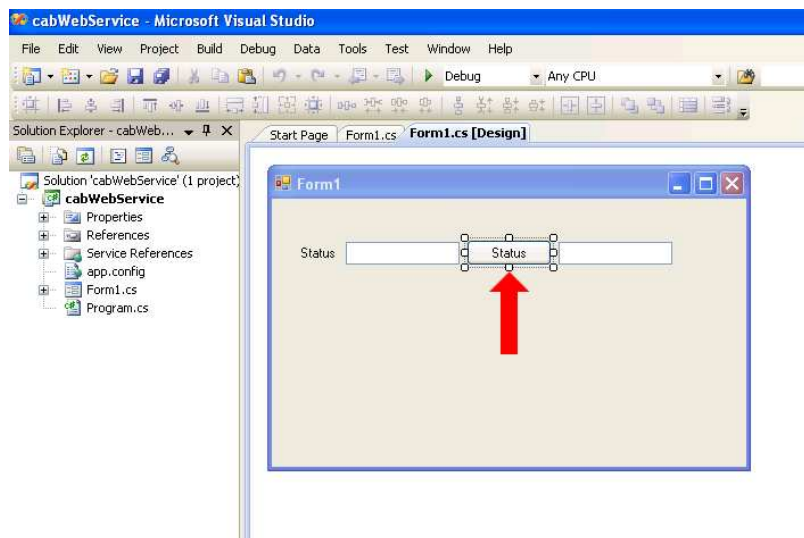 cabWebService - Microsoft Visual Studio
File Edit View Project Build Debug Data Tools Test Window Help
Debug Any CPU
Solution Explorer - cabWeb...
Start Page Form1.cs Form1.cs [Design]
Solution 'cabWebService' (1 project)
cabWebService
Properties
References
Service References
app.config
Form1.cs
Program.cs
Form1
Status Status